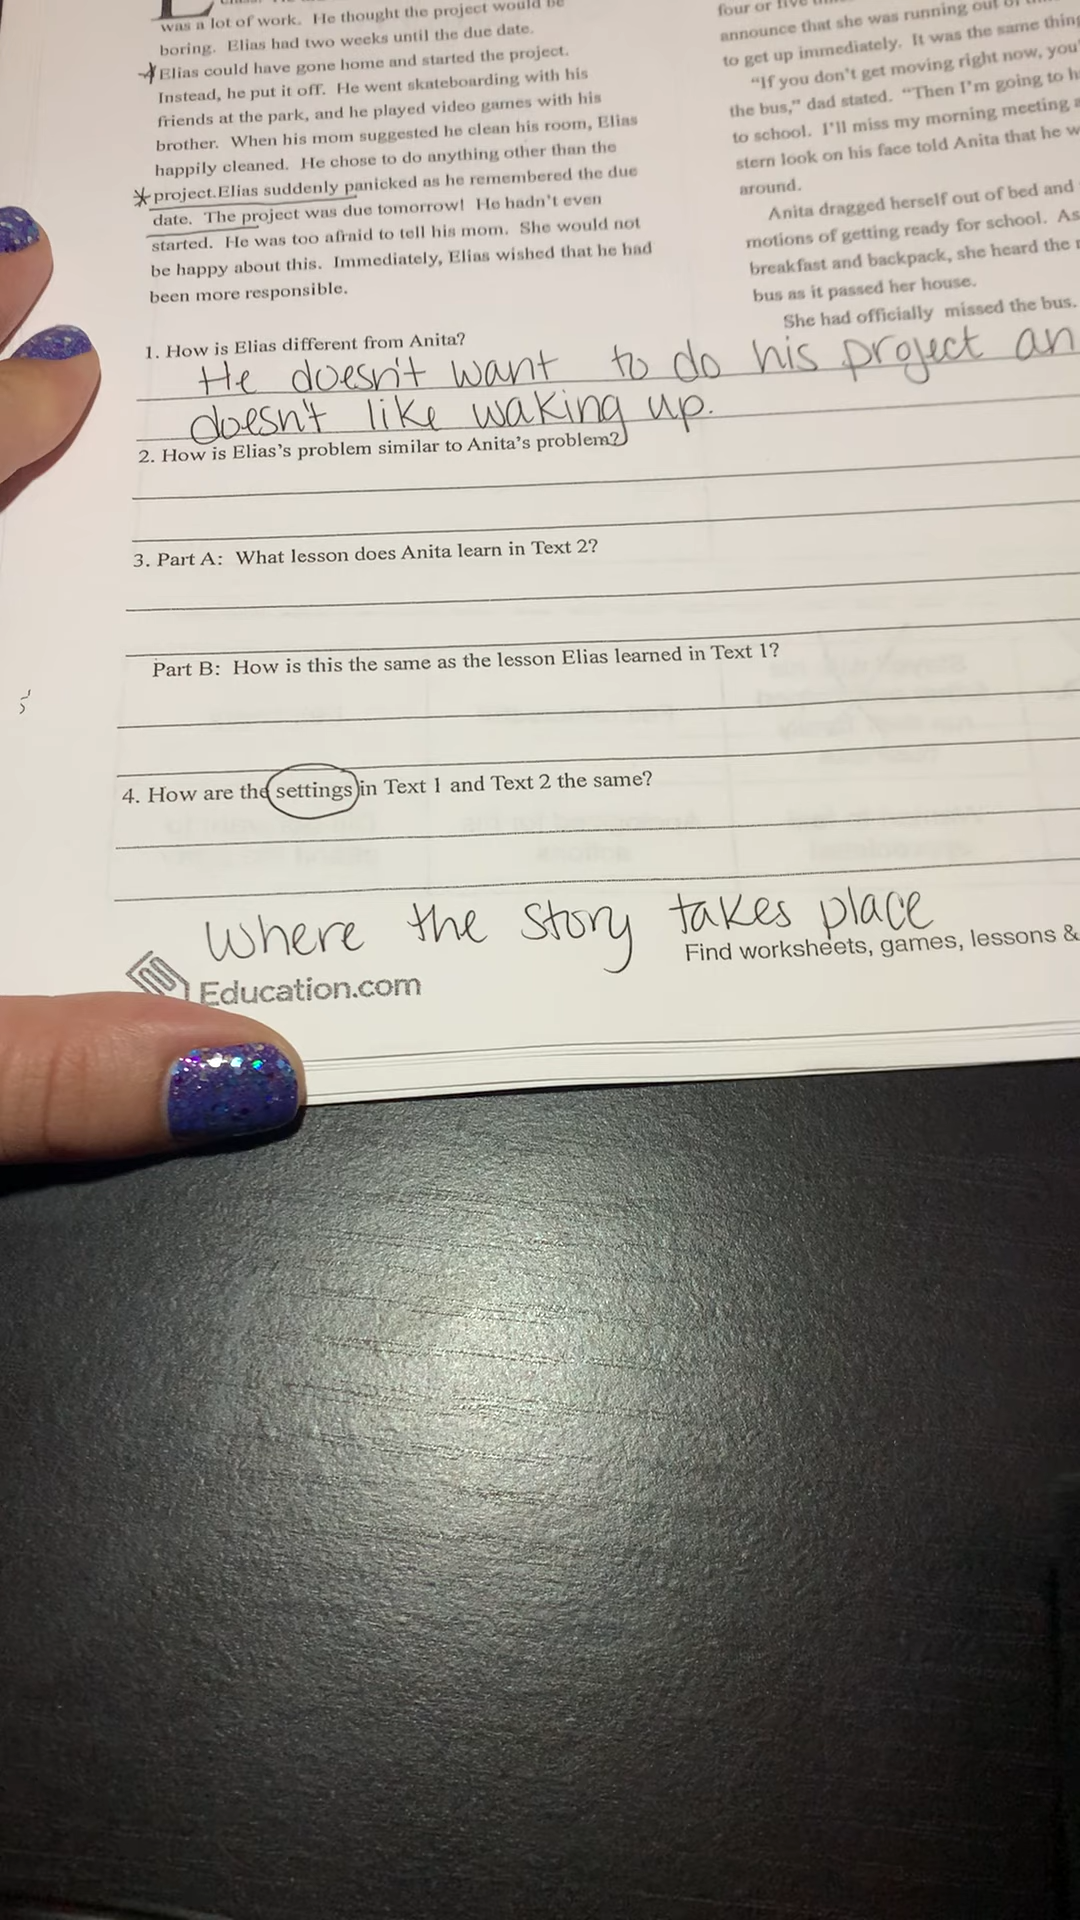 was a lot of work. He thought the project would be
boring. Elias had two weeks until the due date.
Elias could have gone home and started the project.
Instead, he put it off. He went skateboarding with his
friends at the park, and he played video games with his
brother. When his mom suggested he clean his room, Elias
happily cleaned. He chose to do anything other than the
project.Elias suddenly panicked as he remembered the due
date. The project was due tomorrow! He hadn't even
started. He was too afraid to tell his mom. She would not
be happy about this. Immediately, Elias wished that he had
been more responsible.
four or five
announce that she was running out of
to get up immediately. It was the same thing
"If you don't get moving right now, you'
the bus," dad stated. "Then I'm going to
to school. I'll miss my morning meeting
stern look on his face told Anita that he
around.
Anita dragged herself out of bed and
motions of getting ready for school. As
breakfast and backpack, she heard the
bus as it passed her house.
She had officially missed the bus.
1. How is Elias different from Anita?
He doesn't want to do his project an
doesn't like waking up.
2. How is Elias's problem similar to Anita's problem?
3. Part A: What lesson does Anita learn in Text 2?
Part B: How is this the same as the lesson Elias learned in Text 1?
4. How are the settings in Text 1 and Text 2 the same?
Where the story takes place
Find worksheets, games, lessons &
Education.com